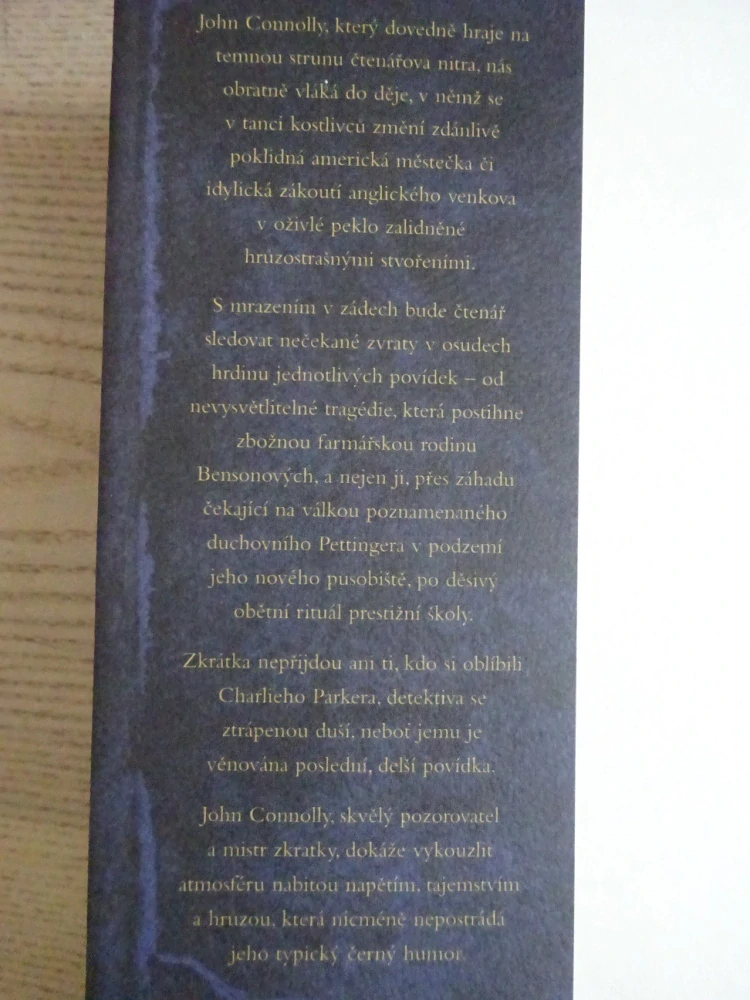 John Connolly, který dovedně hraje na
temnou strunu čtenářova nitra, nás
obratně vláká do děje, v němž se
v tanci kostlivců změní zdánlivě
poklidná americká městečka či
idylická zákoutí anglického venkova
v oživlé peklo zalidněné
hrůzostrašnými stvořeními.
S mrazením v zádech bude čtenář
sledovat nečekané zvraty v osudech
hrdinů jednotlivých povídek – od
nevysvětlitelné tragédie, která postihne
zbožnou farmářskou rodinu
Bensonových, a nejen ji, přes záhadu
čekající na válkou poznamenaného
duchovního Pettingera v podzemí
jeho nového působiště, po děsivý
obětní rituál prestižní školy.
Zkrátka nepřijdou ani ti, kdo si oblíbili
Charlieho Parkera, detektiva se
ztrápenou duší, neboť jemu je
věnována poslední, delší povídka.
John Connolly, skvělý pozorovatel
a mistr zkratky, dokáže vykouzlit
atmosféru nabitou napětím, tajemstvím
a hrůzou, která nicméně nepostrádá
jeho typický černý humor.